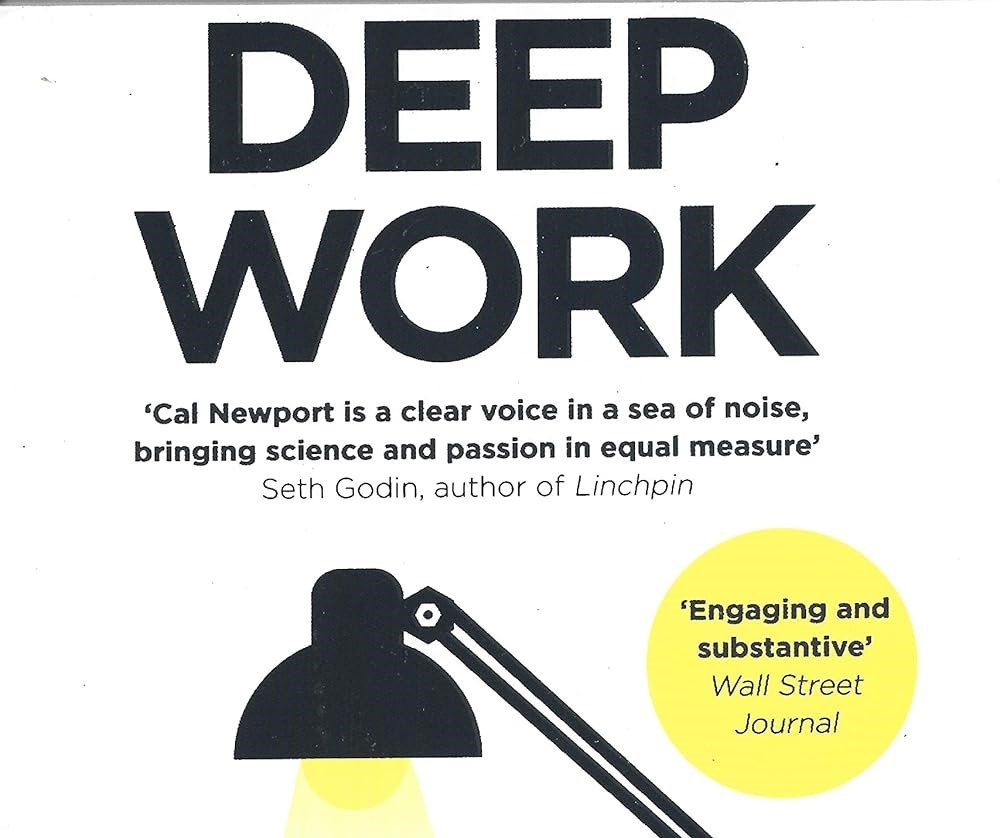 DEEP
WORK
‘Cal Newport is a clear voice in a sea of noise,
bringing science and passion in equal measure’
Seth Godin, author of Linchpin
‘Engaging and
substantive’
Wall Street
Journal